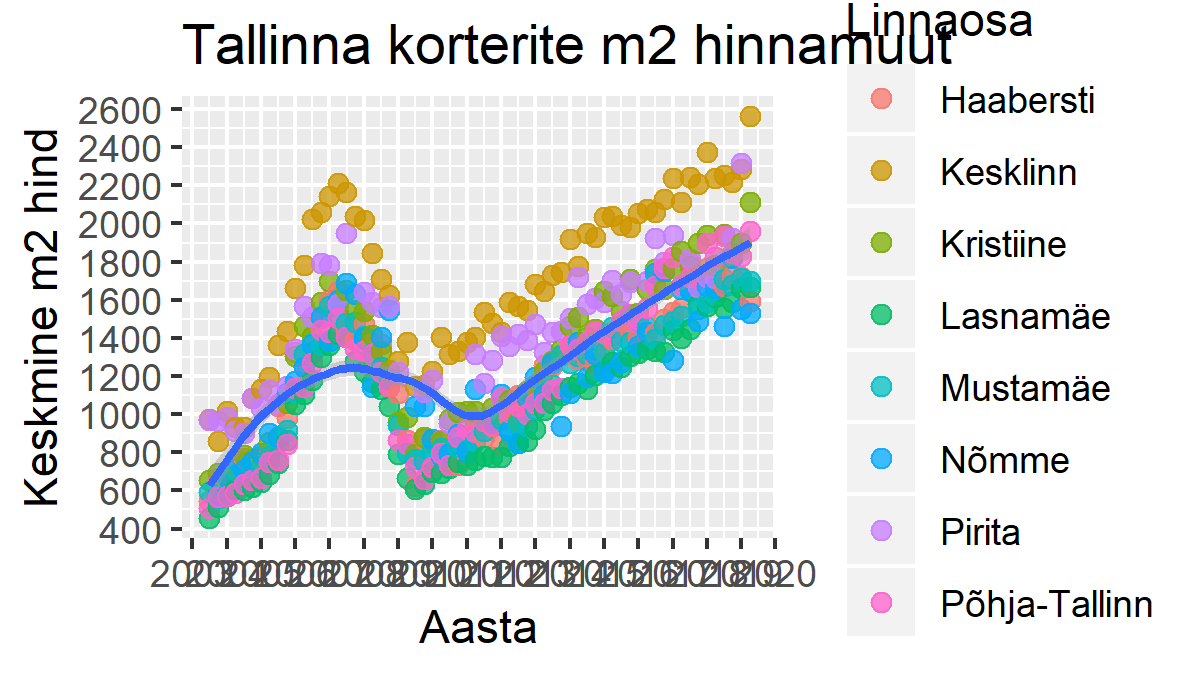 Tallinna korterite m2 hinnamuut
Linnaosa
Haabersti
Kesklinn
Kristiine
Lasnamäe
Mustamäe
Nõmme
Pirita
Põhja-Tallinn
Keskmine m2 hind
2600
2400
2200
2000
1800
1600
1400
1200
1000
800
600
400
Aasta